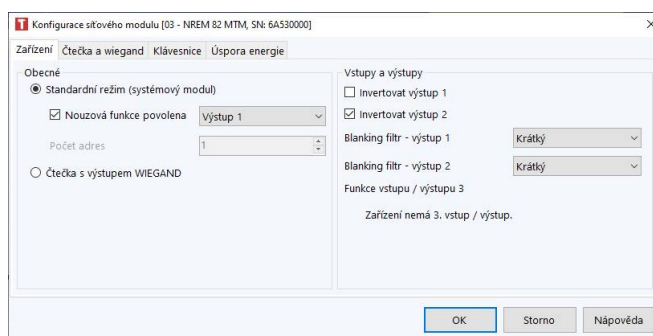 Konfigurace síťového modulu [03 - NREM 82 MTM, SN: 6A530000]
Zařízení Čtečka a wiegand Klávesnice Úspora energie
Obecné
Standardní režim (systémový modul)
Nouzová funkce povolena Výstup 1
Počet adres 1
Čtečka s výstupem WIEGAND
Vstupy a výstupy
Invertovat výstup 1
Invertovat výstup 2
Blanking filtr - výstup 1 Krátký
Blanking filtr - výstup 2 Krátký
Funkce vstupu / výstupu 3
Zařízení nemá 3. vstup / výstup.
OK Storno Nápověda